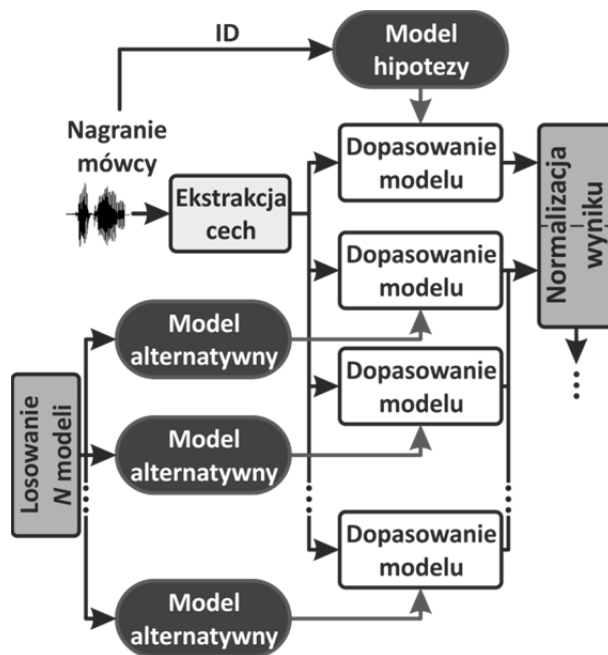 ID
Model
hipotezy
Nagranie
mówcy
Ekstrakcja
cech
Dopasowanie
modelu
Normalizacja
wyniku
Dopasowanie
modelu
Model
alternatywny
Dopasowanie
modelu
Losowanie
N modeli
Model
alternatywny
Dopasowanie
modelu
Model
alternatywny